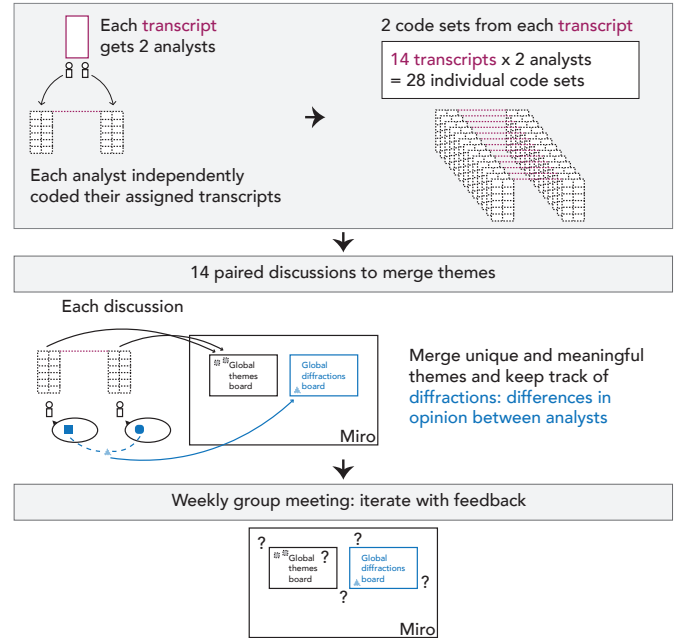 Each transcript
gets 2 analysts
Each analyst independently
coded their assigned transcripts
2 code sets from each transcript
14 transcripts x 2 analysts
= 28 individual code sets
14 paired discussions to merge themes
Each discussion
Global
themes
board
Global
diffractions
board
Miro
Merge unique and meaningful
themes and keep track of
diffractions: differences in
opinion between analysts
Weekly group meeting: iterate with feedback
?
Global ?
themes
board
?
Global
diffractions
board
?
?
Miro